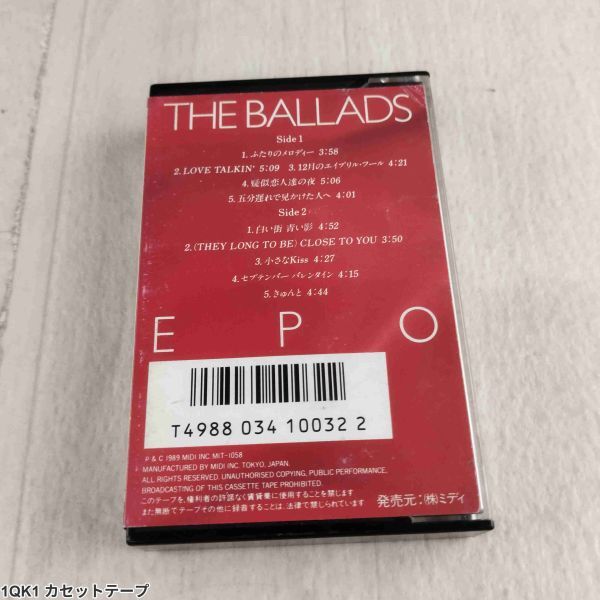 THE BALLADS
Side 1
1. ふたりのメロディー 3:58
2. LOVE TALKIN' 5:09 3. 12月のエイプリル・フール 4:21
4. 疑似恋人達の夜 5:06
5. 五分遅れで見かけた人へ 4:01
Side 2
1. 白い街 青い影 4:52
2. (THEY LONG TO BE) CLOSE TO YOU 3:50
3. 小さなKiss 4:27
4. セプテンバー バレンタイン 4:15
5. きゅんと 4:44
E P O
T4988 034 10032 2
P & C 1989 MIDI INC. MIT-1058
MANUFACTURED BY MIDI INC. TOKYO, JAPAN.
ALL RIGHTS RESERVED. UNAUTHORISED COPYING, PUBLIC PERFORMANCE,
BROADCASTING OF THIS CASSETTE TAPE PROHIBITED.
このテープを、権利者の許諾なく賃貸業に使用することを禁じます
また無断でテープその他に録音することは、法律で禁じられています
発売元:㈱ミディ
1QK1 カセットテープ